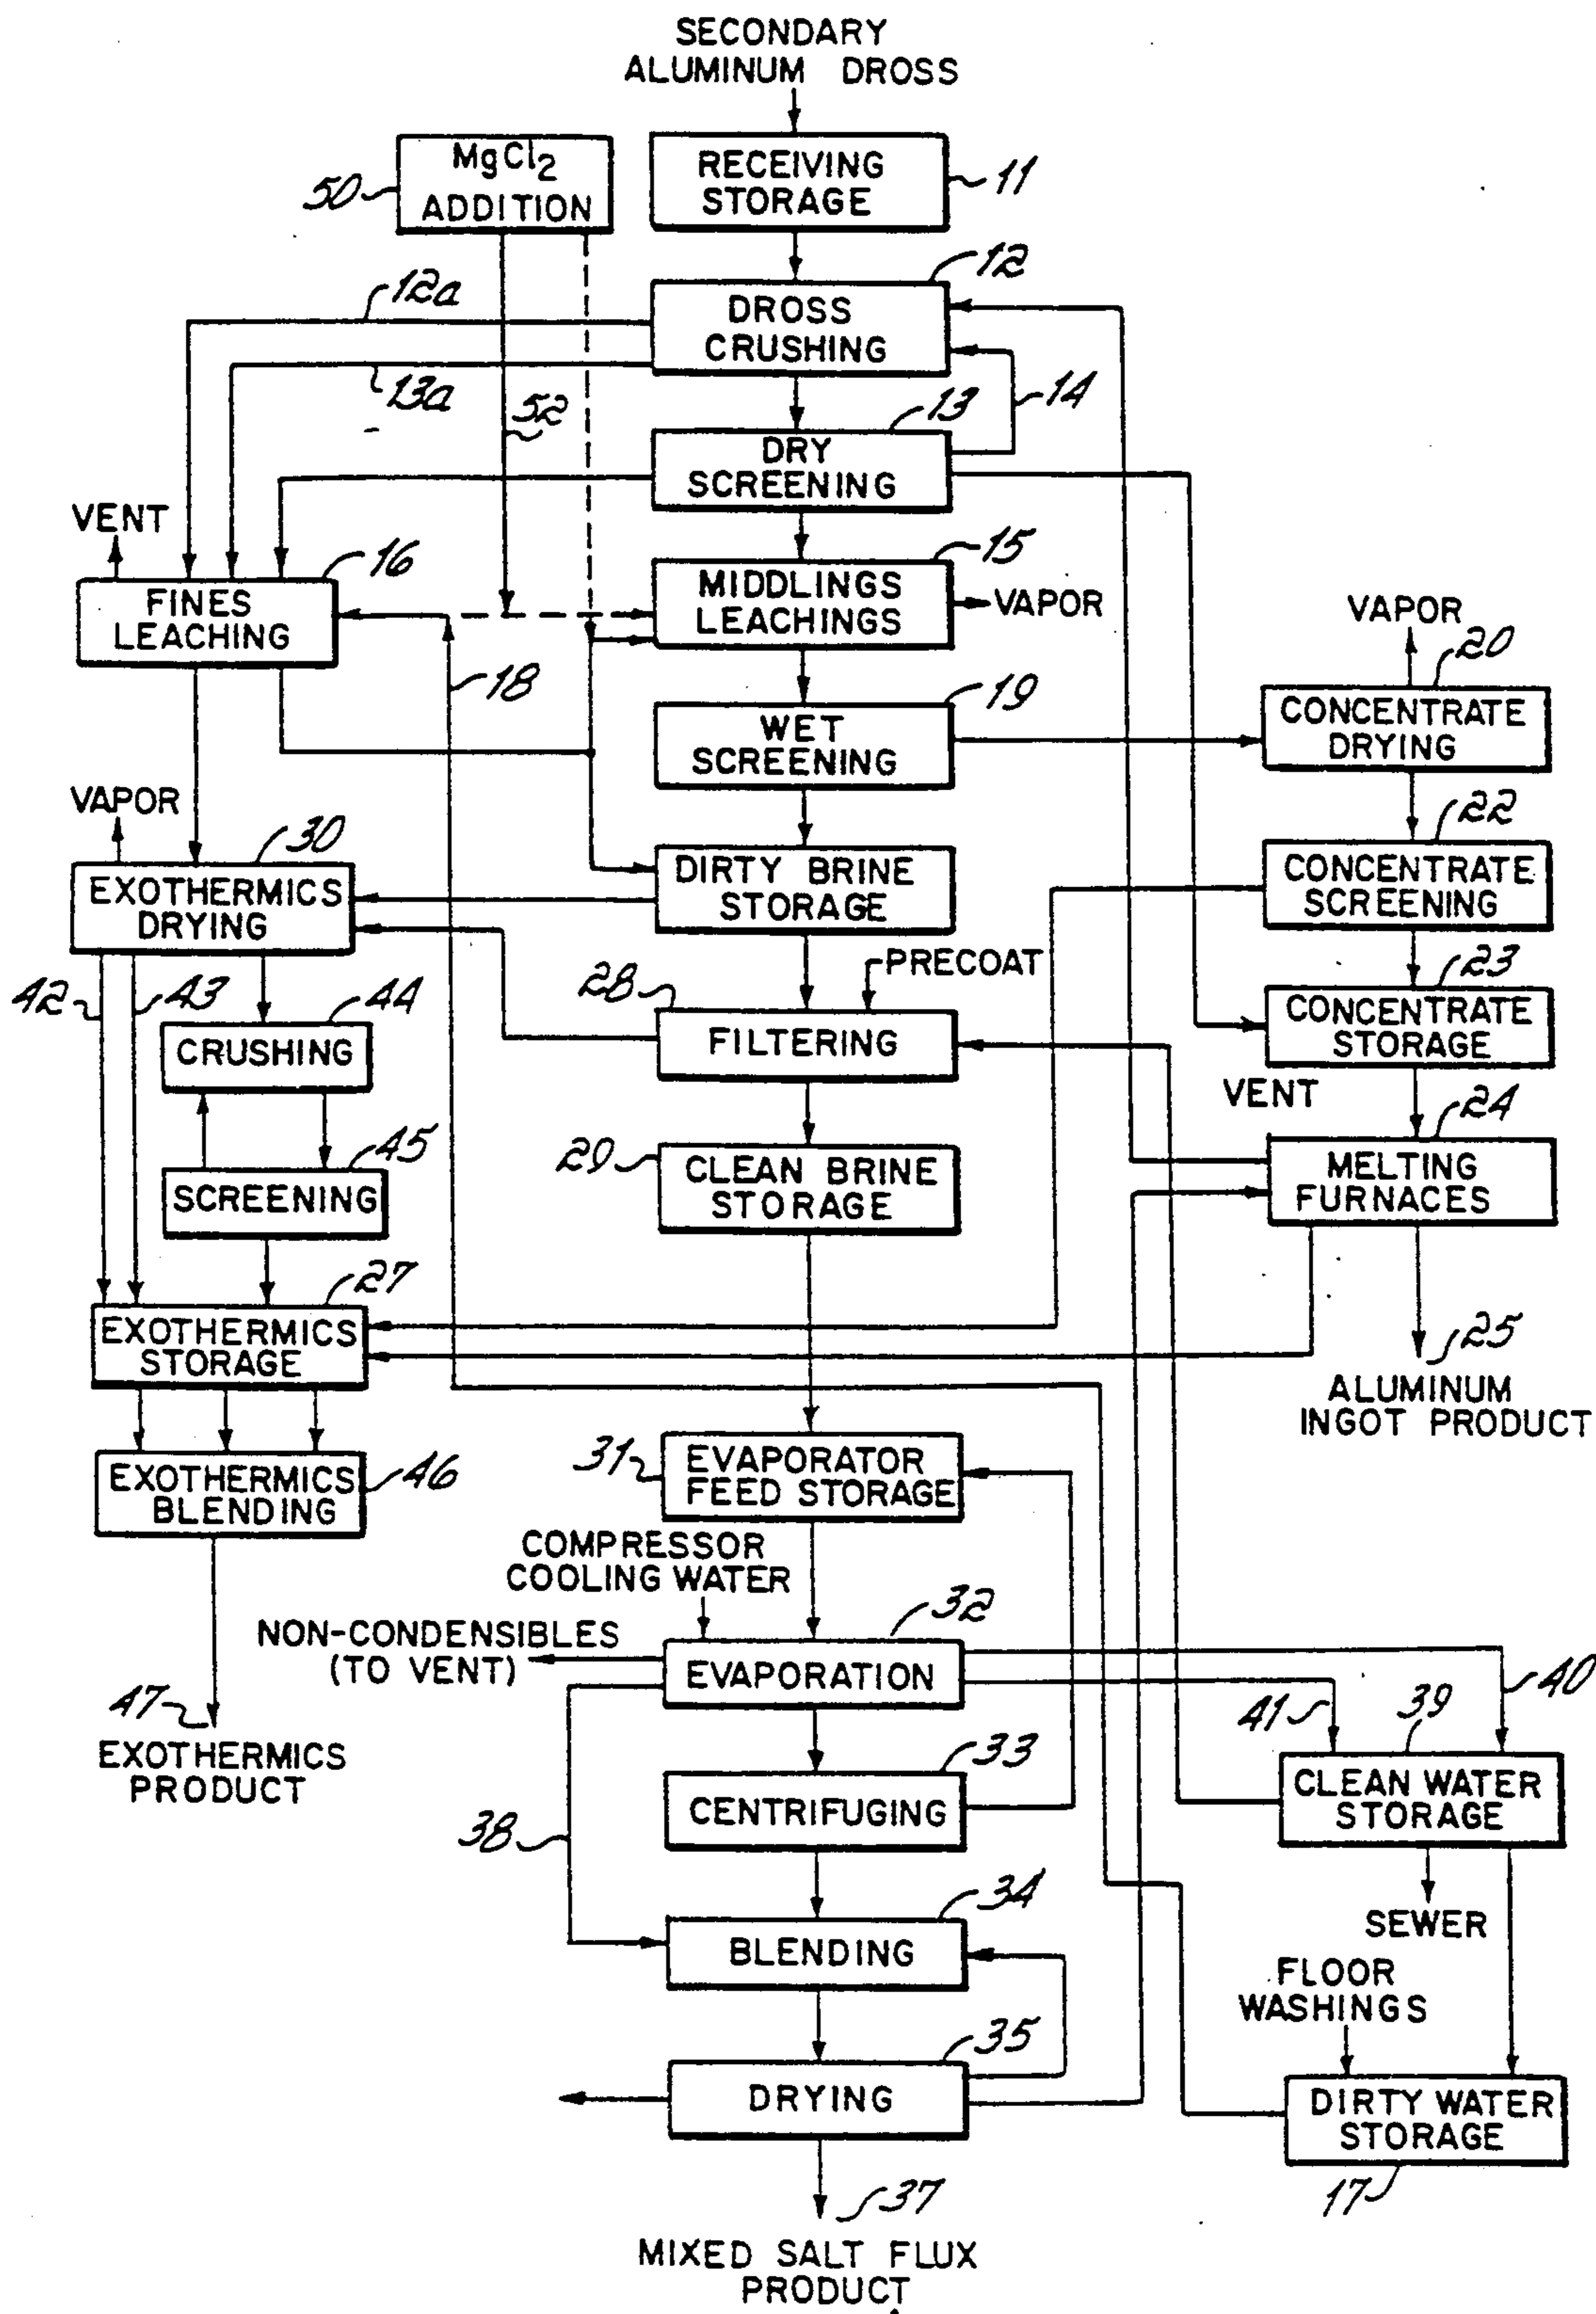 SECONDARY
ALUMINUM DROSS
MgCl2
ADDITION
50
RECEIVING
STORAGE
11
12
12a
DROSS
CRUSHING
13a
52
13
14
DRY
SCREENING
VENT
16
15
FINES
LEACHING
MIDDLINGS
LEACHINGS
VAPOR
VAPOR
20
18
19
WET
SCREENING
CONCENTRATE
DRYING
VAPOR
30
22
EXOTHERMICS
DRYING
DIRTY BRINE
STORAGE
CONCENTRATE
SCREENING
PRECOAT
23
42
43
44
28
CRUSHING
FILTERING
CONCENTRATE
STORAGE
VENT
24
45
29
SCREENING
CLEAN BRINE
STORAGE
MELTING
FURNACES
27
EXOTHERMICS
STORAGE
25
ALUMINUM
INGOT PRODUCT
31
EVAPORATOR
FEED STORAGE
EXOTHERMICS
BLENDING
46
COMPRESSOR
COOLING WATER
32
NON-CONDENSIBLES
(TO VENT)
EVAPORATION
40
41
39
47
EXOTHERMICS
PRODUCT
33
CENTRIFUGING
CLEAN WATER
STORAGE
38
34
BLENDING
SEWER
FLOOR
WASHINGS
35
DRYING
DIRTY WATER
STORAGE
17
37
MIXED SALT FLUX
PRODUCT